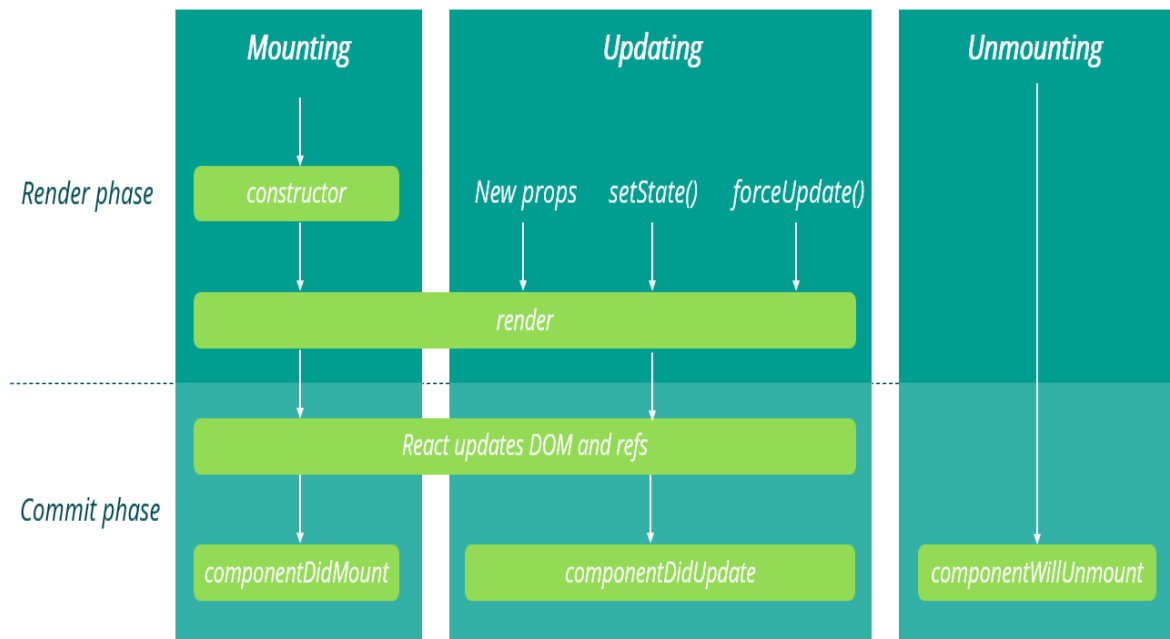 Mounting
Updating
Unmounting
Render phase
constructor
New props
setState()
forceUpdate()
render
React updates DOM and refs
Commit phase
componentDidMount
componentDidUpdate
componentWillUnmount